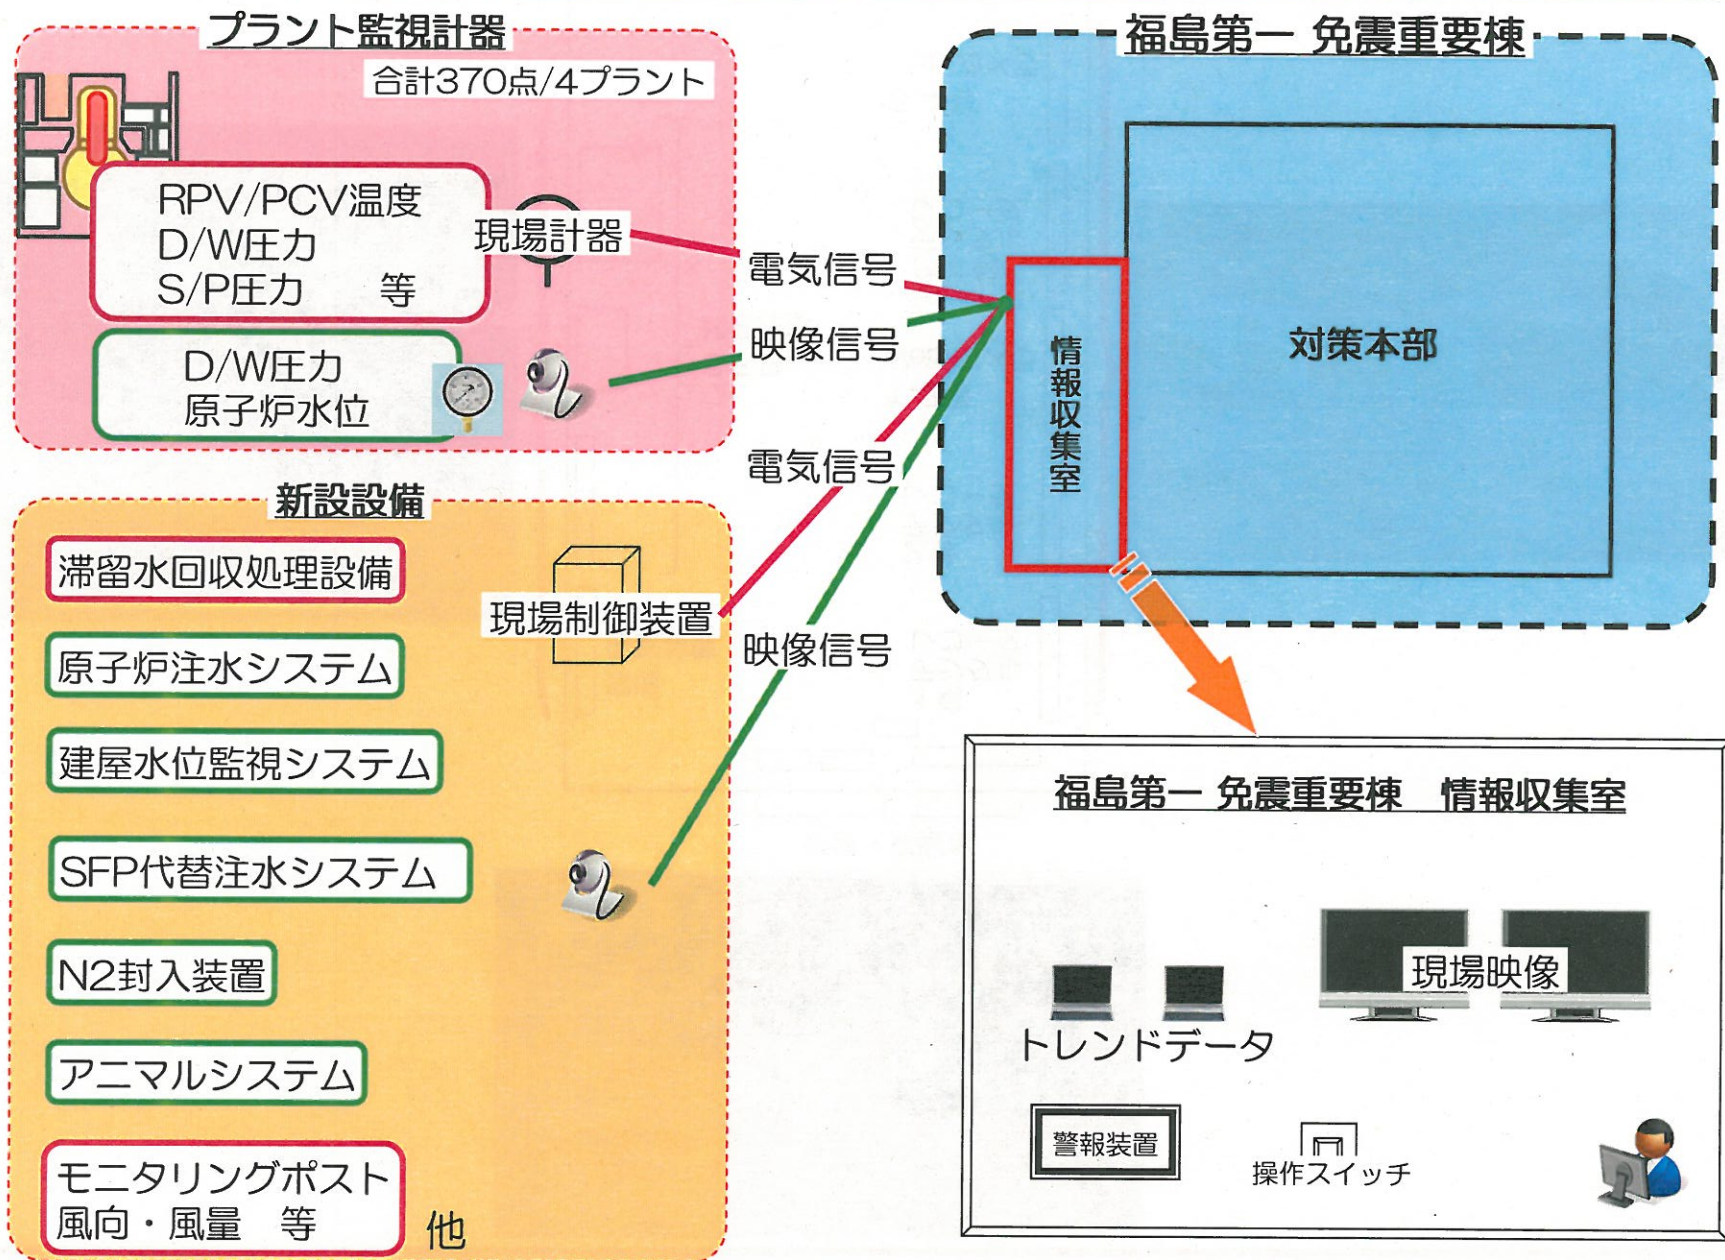 プラント監視計器
合計370点/4プラント
RPV/PCV温度
D/W圧力
S/P圧力　等
現場計器
D/W圧力
原子炉水位
電気信号
映像信号
電気信号
映像信号
新設設備
滞留水回収処理設備
現場制御装置
原子炉注水システム
建屋水位監視システム
SFP代替注水システム
N2封入装置
アニマルシステム
モニタリングポスト
風向・風量　等
他
福島第一 免震重要棟
情報収集室
対策本部
福島第一 免震重要棟　情報収集室
現場映像
トレンドデータ
警報装置
操作スイッチ